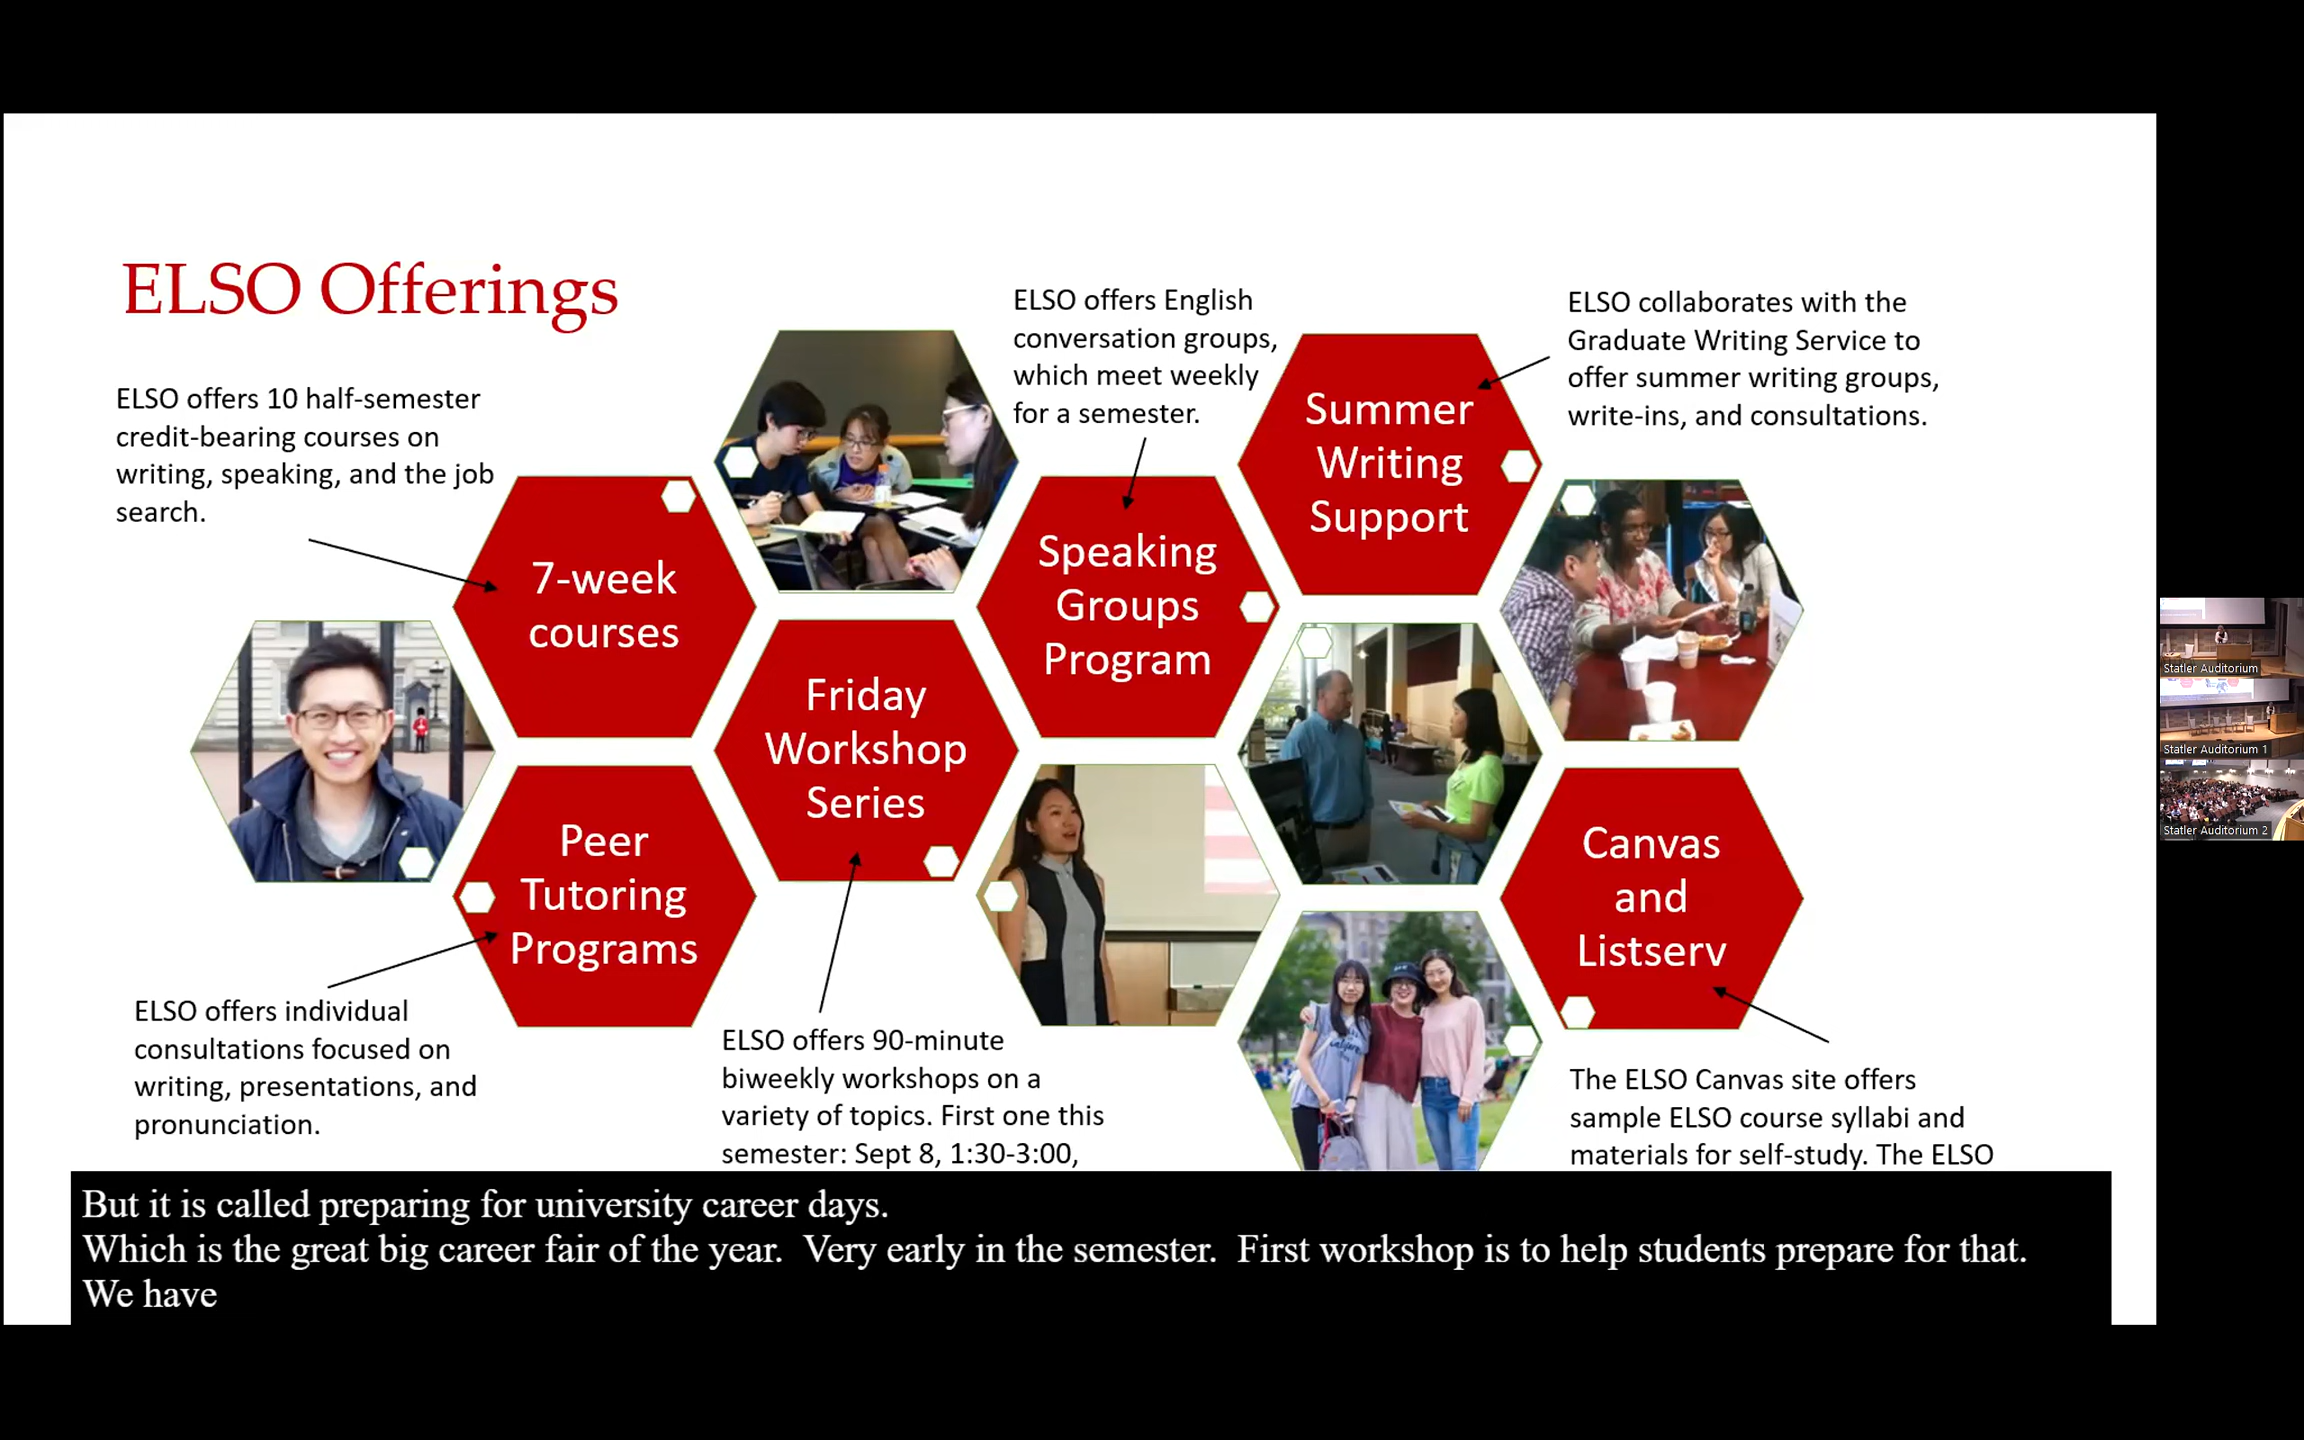 ELSO Offerings
ELSO offers 10 half-semester
credit-bearing courses on
writing, speaking, and the job
search.
7-week
courses
ELSO offers English
conversation groups,
which meet weekly
for a semester.
Speaking
Groups
Program
ELSO collaborates with the
Graduate Writing Service to
offer summer writing groups,
write-ins, and consultations.
Summer
Writing
Support
Friday
Workshop
Series
Peer
Tutoring
Programs
Canvas
and
Listserv
ELSO offers individual
consultations focused on
writing, presentations, and
pronunciation.
ELSO offers 90-minute
biweekly workshops on a
variety of topics. First one this
semester: Sept 8, 1:30-3:00,
The ELSO Canvas site offers
sample ELSO course syllabi and
materials for self-study. The ELSO
But it is called preparing for university career days.
Which is the great big career fair of the year.  Very early in the semester.  First workshop is to help students prepare for that.
We have
Statler Auditorium
Statler Auditorium 1
Statler Auditorium 2